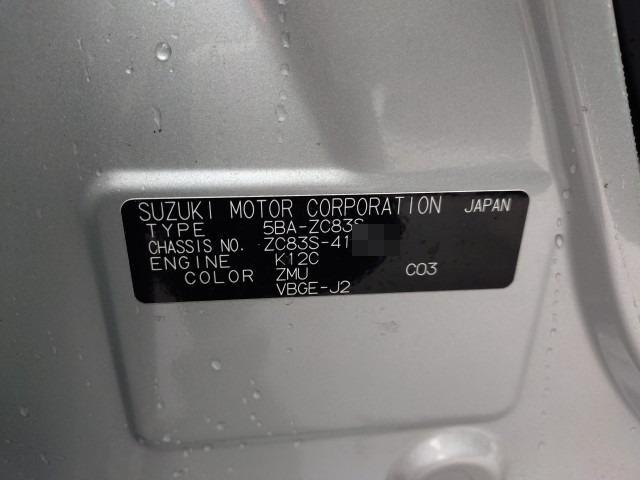 SUZUKI MOTOR CORPORATION JAPAN
TYPE 5BA-ZC83S
CHASSIS NO. ZC83S-41
ENGINE K12C
COLOR ZMU C03
VBGE-J2